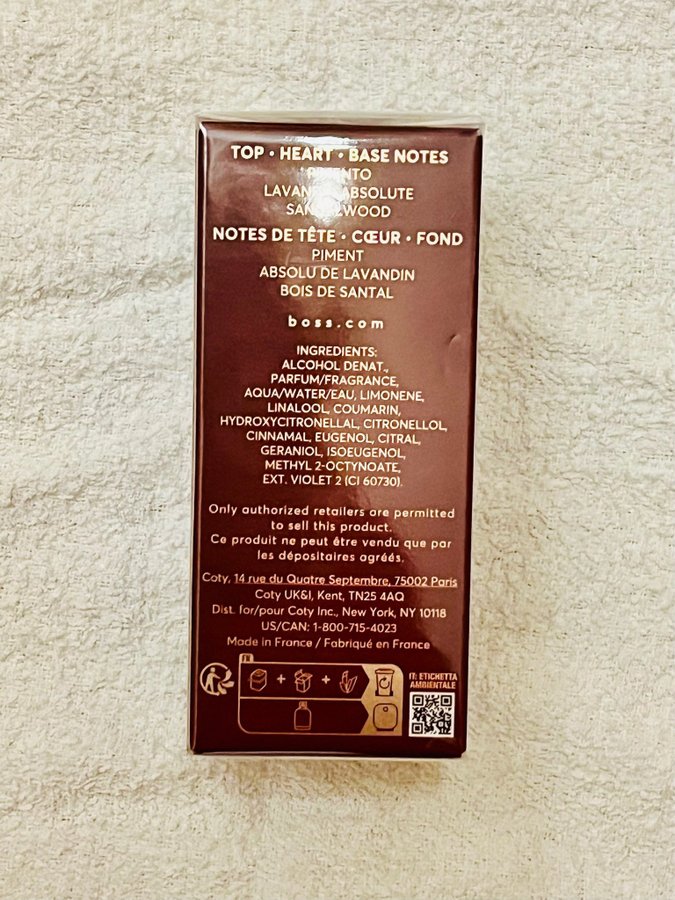 TOP • HEART • BASE NOTES
PIMENTO
LAVANDIN ABSOLUTE
SANDALWOOD
NOTES DE TÊTE • CŒUR • FOND
PIMENT
ABSOLU DE LAVANDIN
BOIS DE SANTAL
boss.com
INGREDIENTS:
ALCOHOL DENAT.,
PARFUM/FRAGRANCE,
AQUA/WATER/EAU, LIMONENE,
LINALOOL, COUMARIN,
HYDROXYCITRONELLAL, CITRONELLOL,
CINNAMAL, EUGENOL, CITRAL,
GERANIOL, ISOEUGENOL,
METHYL 2-OCTYNOATE,
EXT. VIOLET 2 (CI 60730).
Only authorized retailers are permitted
to sell this product.
Ce produit ne peut être vendu que par
les dépositaires agréés.
Coty, 14 rue du Quatre Septembre, 75002 Paris
Coty UK&I, Kent, TN25 4AQ
Dist. for/pour Coty Inc., New York, NY 10118
US/CAN: 1-800-715-4023
Made in France / Fabriqué en France
FR
IT: ETICHETTA
AMBIENTALE